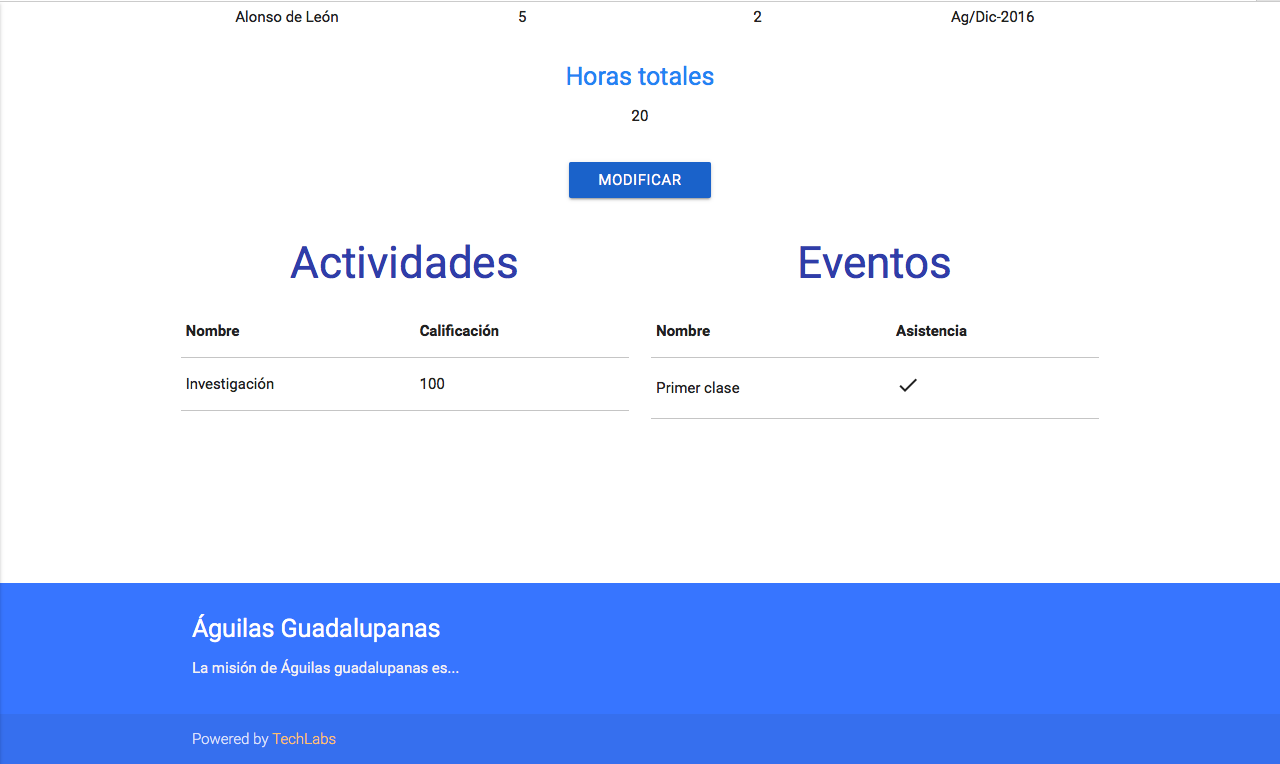 Alonso de León 5 2 Ag/Dic-2016
Horas totales
20
MODIFICAR
Actividades Eventos
Nombre Calificación Nombre Asistencia
Investigación 100 Primer clase
Águilas Guadalupanas
La misión de Águilas guadalupanas es...
Powered by TechLabs